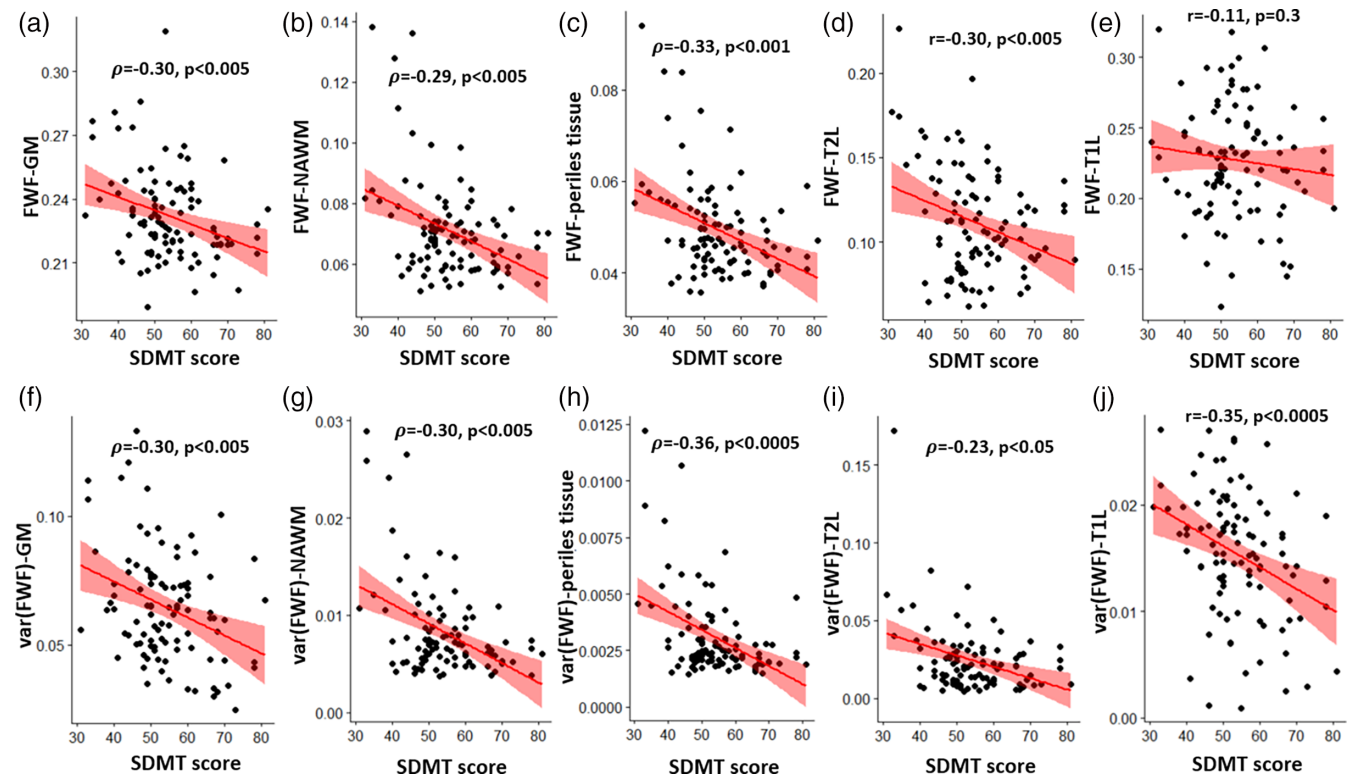 (a)
ρ=-0.30, p<0.005
FWF-GM
0.30
0.27
0.24
0.21
30 40 50 60 70 80
SDMT score
(b)
ρ=-0.29, p<0.005
FWF-NAWM
0.14
0.12
0.10
0.08
0.06
30 40 50 60 70 80
SDMT score
(c)
ρ=-0.33, p<0.001
FWF-periles tissue
0.08
0.06
0.04
30 40 50 60 70 80
SDMT score
(d)
r=-0.30, p<0.005
FWF-T2L
0.20
0.15
0.10
30 40 50 60 70 80
SDMT score
(e)
r=-0.11, p=0.3
FWF-T1L
0.30
0.25
0.20
0.15
30 40 50 60 70 80
SDMT score
(f)
ρ=-0.30, p<0.005
var(FWF)-GM
0.10
0.05
30 40 50 60 70 80
SDMT score
(g)
ρ=-0.30, p<0.005
var(FWF)-NAWM
0.03
0.02
0.01
0.00
30 40 50 60 70 80
SDMT score
(h)
ρ=-0.36, p<0.0005
var(FWF)-periles tissue
0.0125
0.0100
0.0075
0.0050
0.0025
0.0000
30 40 50 60 70 80
SDMT score
(i)
ρ=-0.23, p<0.05
var(FWF)-T2L
0.15
0.10
0.05
0.00
30 40 50 60 70 80
SDMT score
(j)
r=-0.35, p<0.0005
var(FWF)-T1L
0.02
0.01
0.00
30 40 50 60 70 80
SDMT score